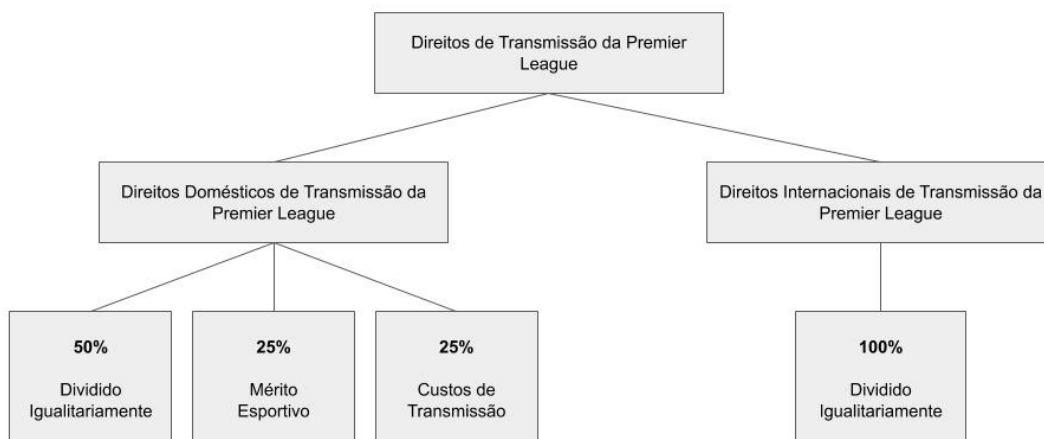 Direitos de Transmissão da Premier
League
Direitos Domésticos de Transmissão da
Premier League
Direitos Internacionais de Transmissão da
Premier League
50%
Dividido
Igualitariamente
25%
Mérito
Esportivo
25%
Custos de
Transmissão
100%
Dividido
Igualitariamente